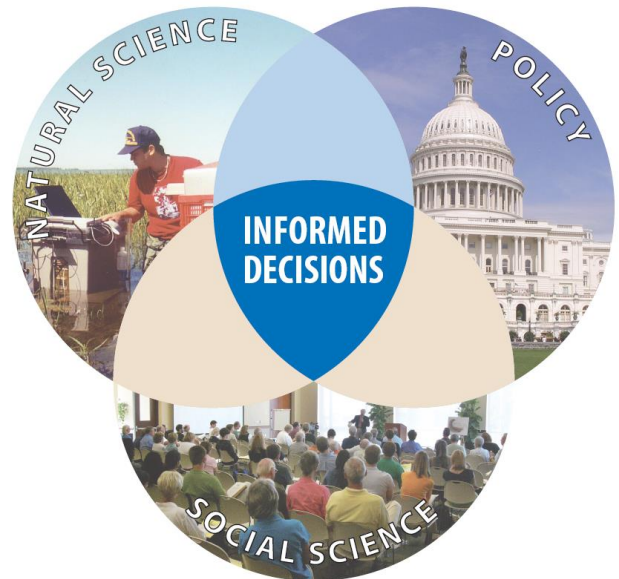 NATURAL SCIENCE
POLICY
INFORMED
DECISIONS
SOCIAL SCIENCE